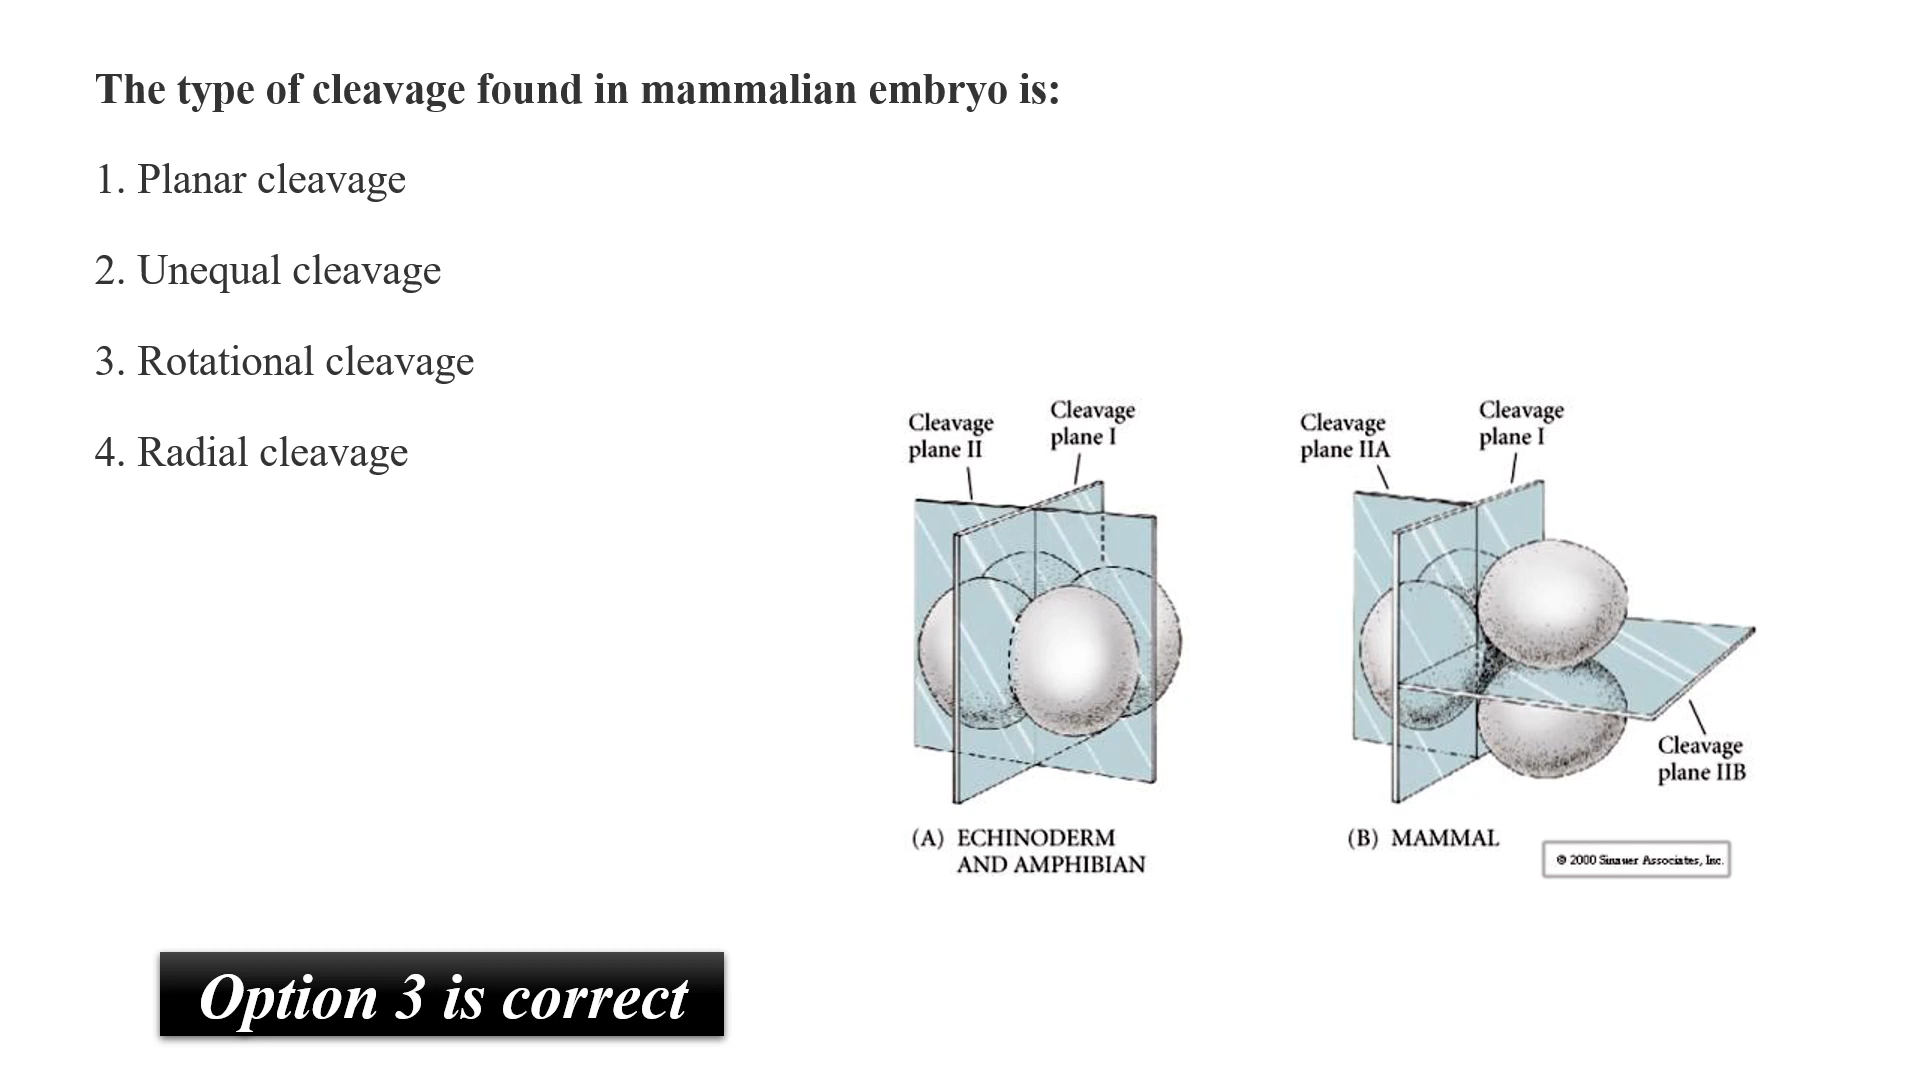 The type of cleavage found in mammalian embryo is:
1. Planar cleavage
2. Unequal cleavage
3. Rotational cleavage
4. Radial cleavage
Cleavage
plane II
Cleavage
plane I
Cleavage
plane IIA
Cleavage
plane I
Cleavage
plane IIB
(A) ECHINODERM
AND AMPHIBIAN
(B) MAMMAL
© 2000 Sinauer Associates, Inc.
Option 3 is correct